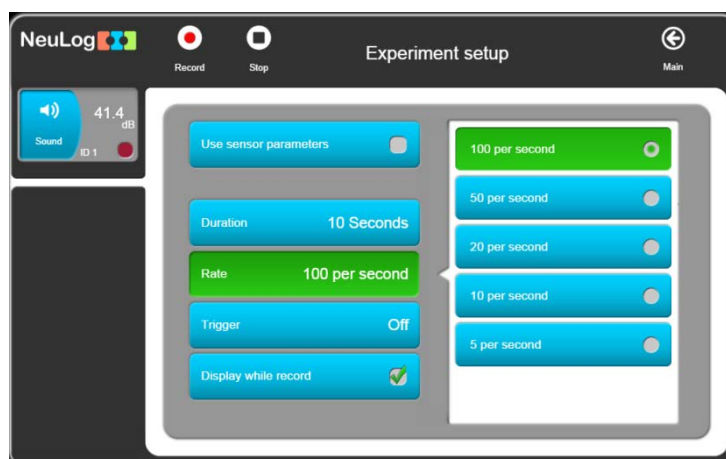 NeuLog
Record
Stop
Experiment setup
Main
41.4
dB
Sound
ID 1
Use sensor parameters
Duration 10 Seconds
Rate 100 per second
Trigger Off
Display while record
100 per second
50 per second
20 per second
10 per second
5 per second